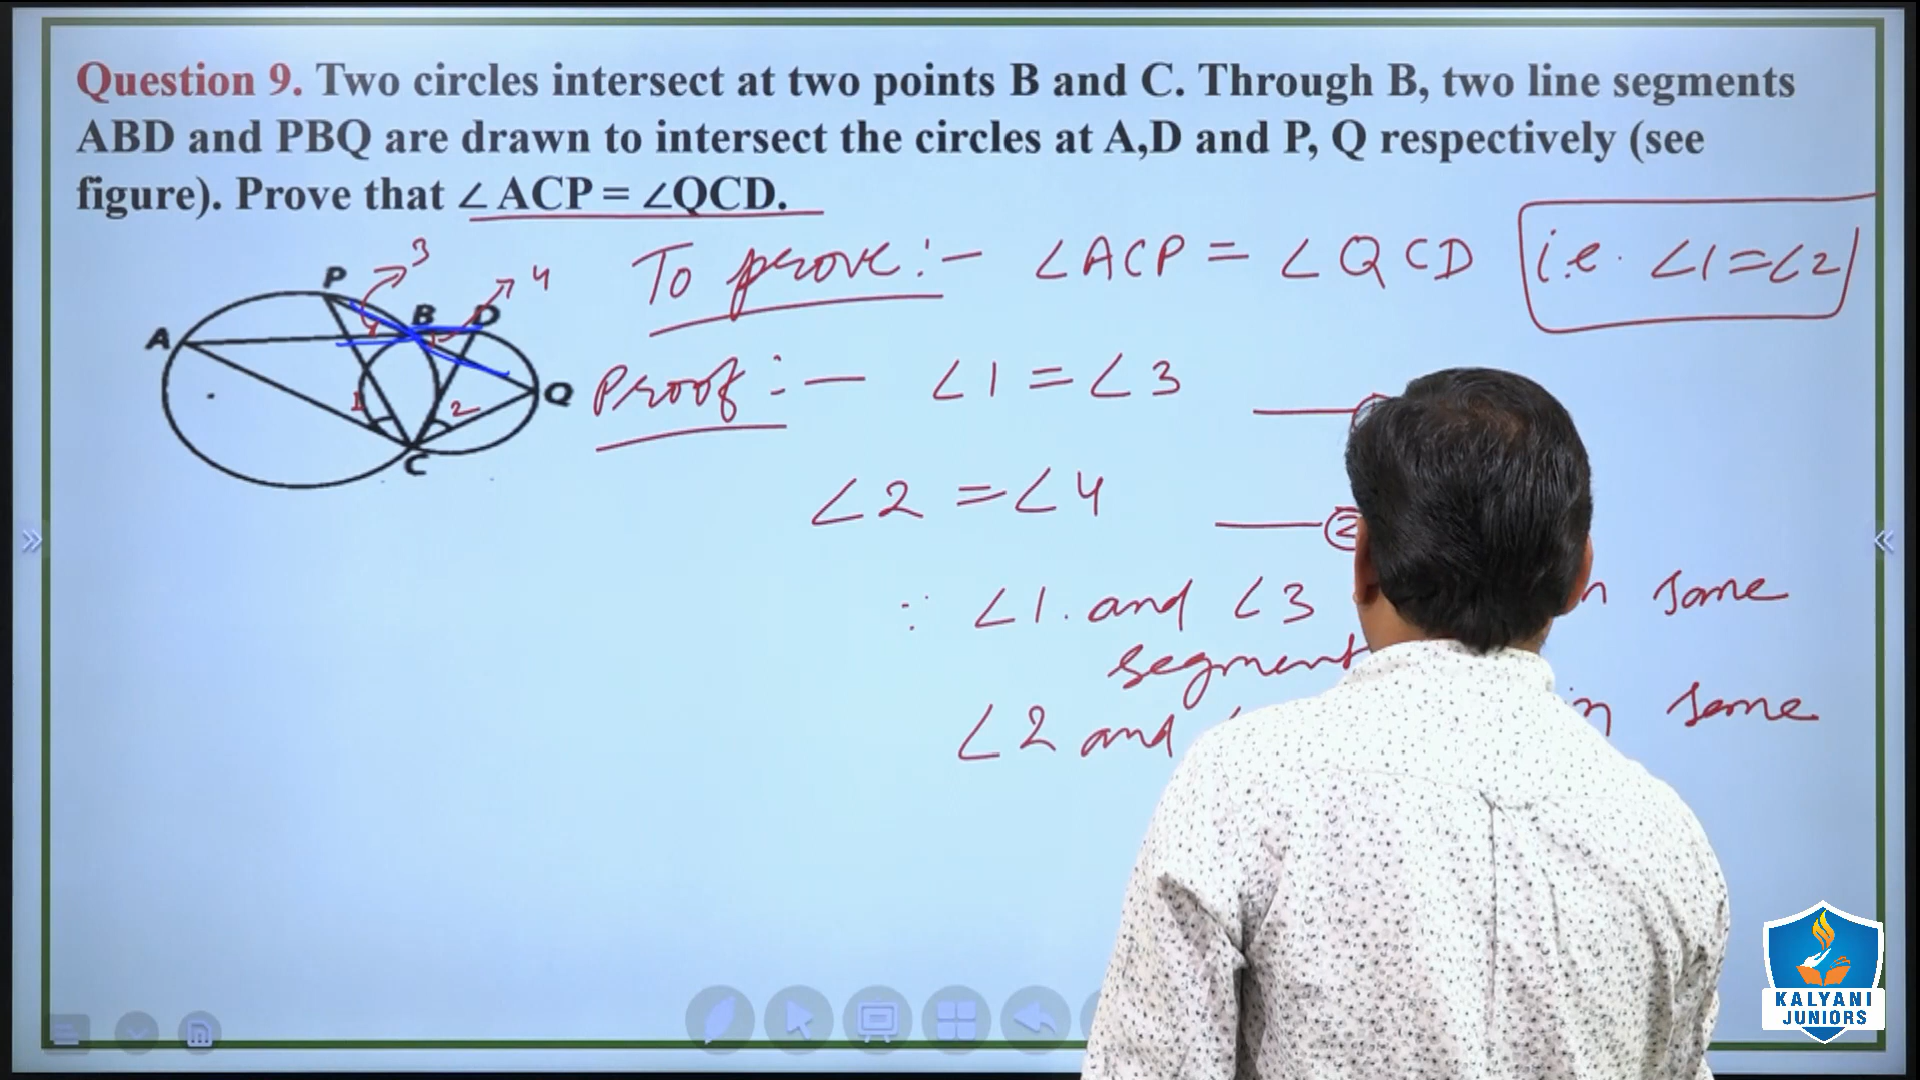 Question 9. Two circles intersect at two points B and C. Through B, two line segments
ABD and PBQ are drawn to intersect the circles at A,D and P, Q respectively (see
figure). Prove that ∠ ACP = ∠QCD.
To prove :- ∠ACP = ∠QCD i.e. ∠1=∠2
P 3 4
A B D
1 2 Q
C
Proof :- ∠1 = ∠3
∠2 = ∠4 2
∵ ∠1. and ∠3 same
segment
∠2 and same
KALYANI
JUNIORS